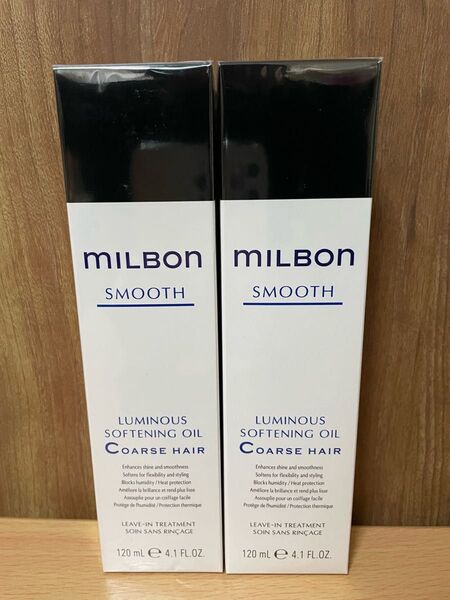 MILBON
SMOOTH
LUMINOUS
SOFTENING OIL
COARSE HAIR
Enhances shine and smoothness
Softens for flexibility and styling
Blocks humidity / Heat protection
Améliore la brillance et rend plus lisse
Assouplie pour un coiffage facile
Protège de l'humidité / Protection thermique
LEAVE-IN TREATMENT
SOIN SANS RINÇAGE
120 mL ℮ 4.1 FL.OZ.
MILBON
SMOOTH
LUMINOUS
SOFTENING OIL
COARSE HAIR
Enhances shine and smoothness
Softens for flexibility and styling
Blocks humidity / Heat protection
Améliore la brillance et rend plus lisse
Assouplie pour un coiffage facile
Protège de l'humidité / Protection thermique
LEAVE-IN TREATMENT
SOIN SANS RINÇAGE
120 mL ℮ 4.1 FL.OZ.